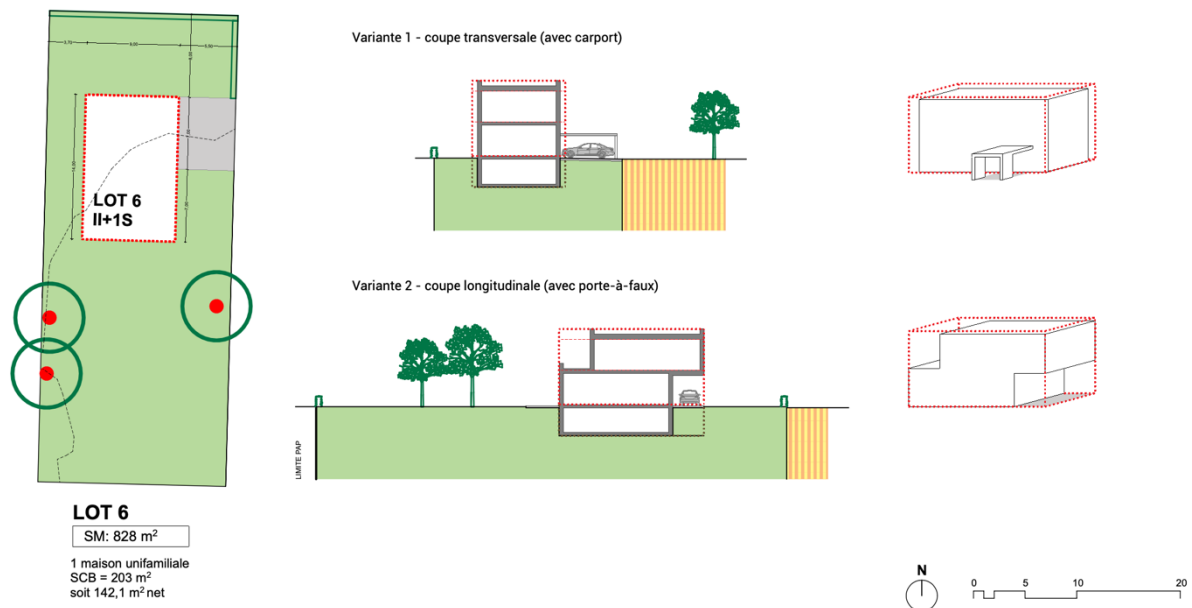 Variante 1 - coupe transversale (avec carport)
LOT 6
II+1S
Variante 2 - coupe longitudinale (avec porte-à-faux)
LIMITE PAP
LOT 6
SM: 828 m²
1 maison unifamiliale
SCB = 203 m²
soit 142,1 m² net
N
0 5 10 20